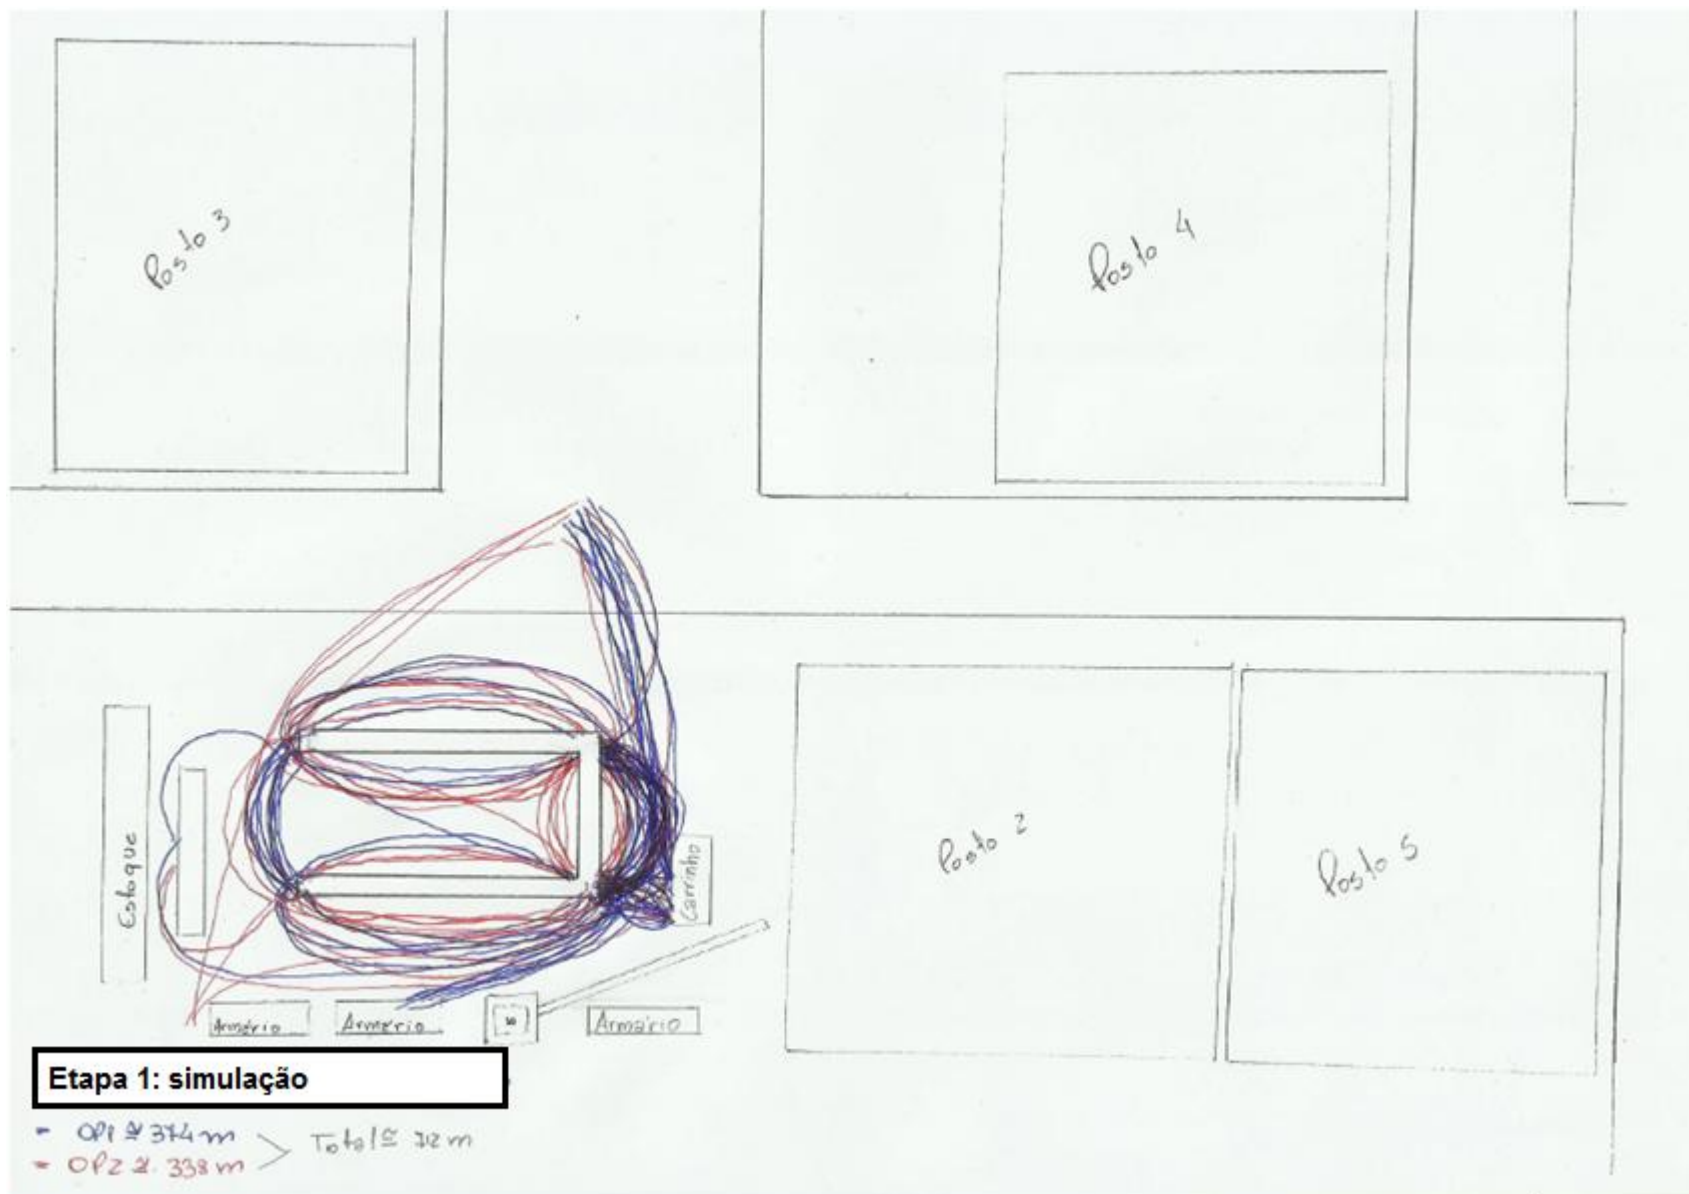 Posto 3
Posto 4
Posto 2
Posto 5
Estoque
Carrinho
Armário
Armário
Armário
Etapa 1: simulação
- OP1 ≅ 374 m
- OP2 ≅ 338 m
Total ≅ 712 m